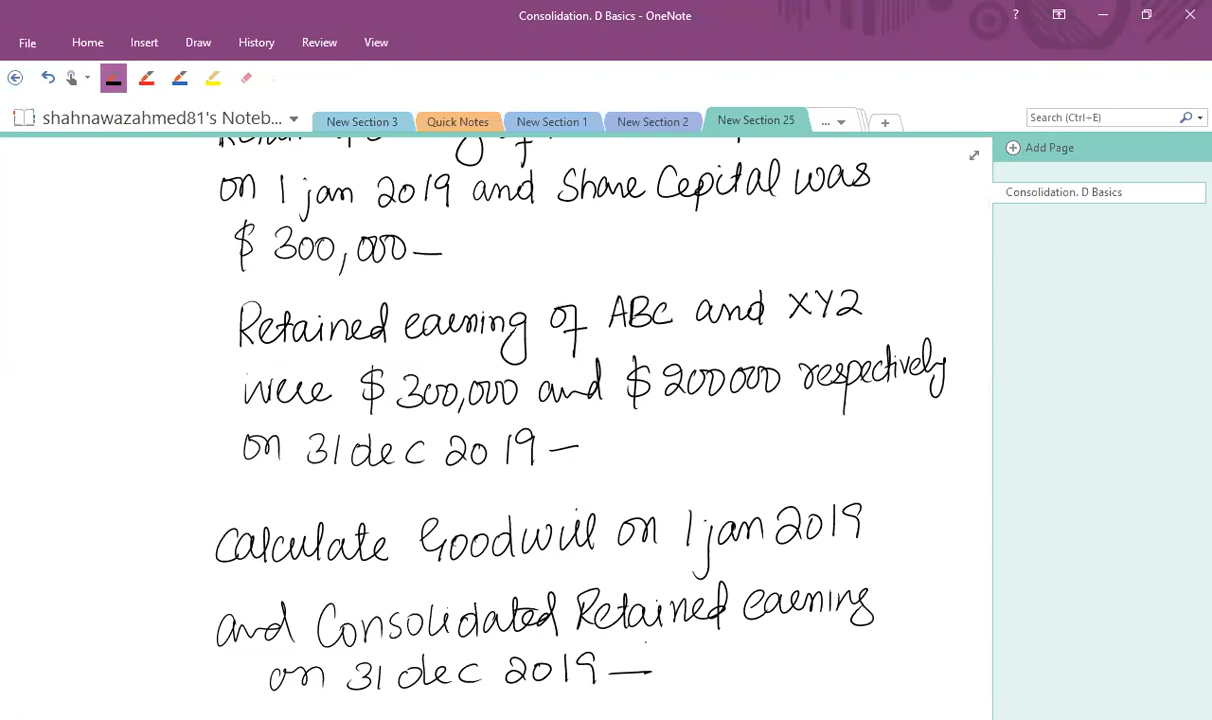 Consolidation. D Basics - OneNote
?
File
Home
Insert
Draw
History
Review
View
shahnawazahmed81's Noteb...
New Section 3
Quick Notes
New Section 1
New Section 2
New Section 25
...
+
Search (Ctrl+E)
Add Page
Consolidation. D Basics
on 1 jan 2019 and Share Cepital was
$ 300,000 —
Retained earning of ABC and XYZ
were $ 300,000 and $ 200000 respectively
on 31 dec 2019 —
Calculate Goodwill on 1 jan 2019
and Consolidated Retained earning
on 31 dec 2019 —